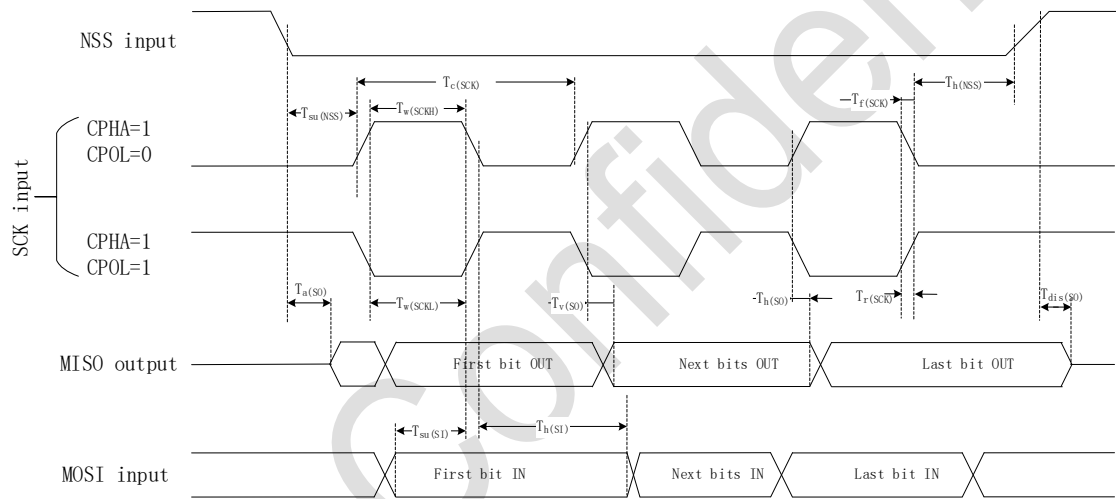 NSS input
Tc(SCK)
Th(NSS)
Tsu(NSS)
Tw(SCKH)
Tf(SCK)
SCK input
CPHA=1
CPOL=0
CPHA=1
CPOL=1
Ta(SO)
Tw(SCKL)
Tv(SO)
Th(SO)
Tr(SCK)
Tdis(SO)
MISO output
First bit OUT
Next bits OUT
Last bit OUT
Tsu(SI)
Th(SI)
MOSI input
First bit IN
Next bits IN
Last bit IN